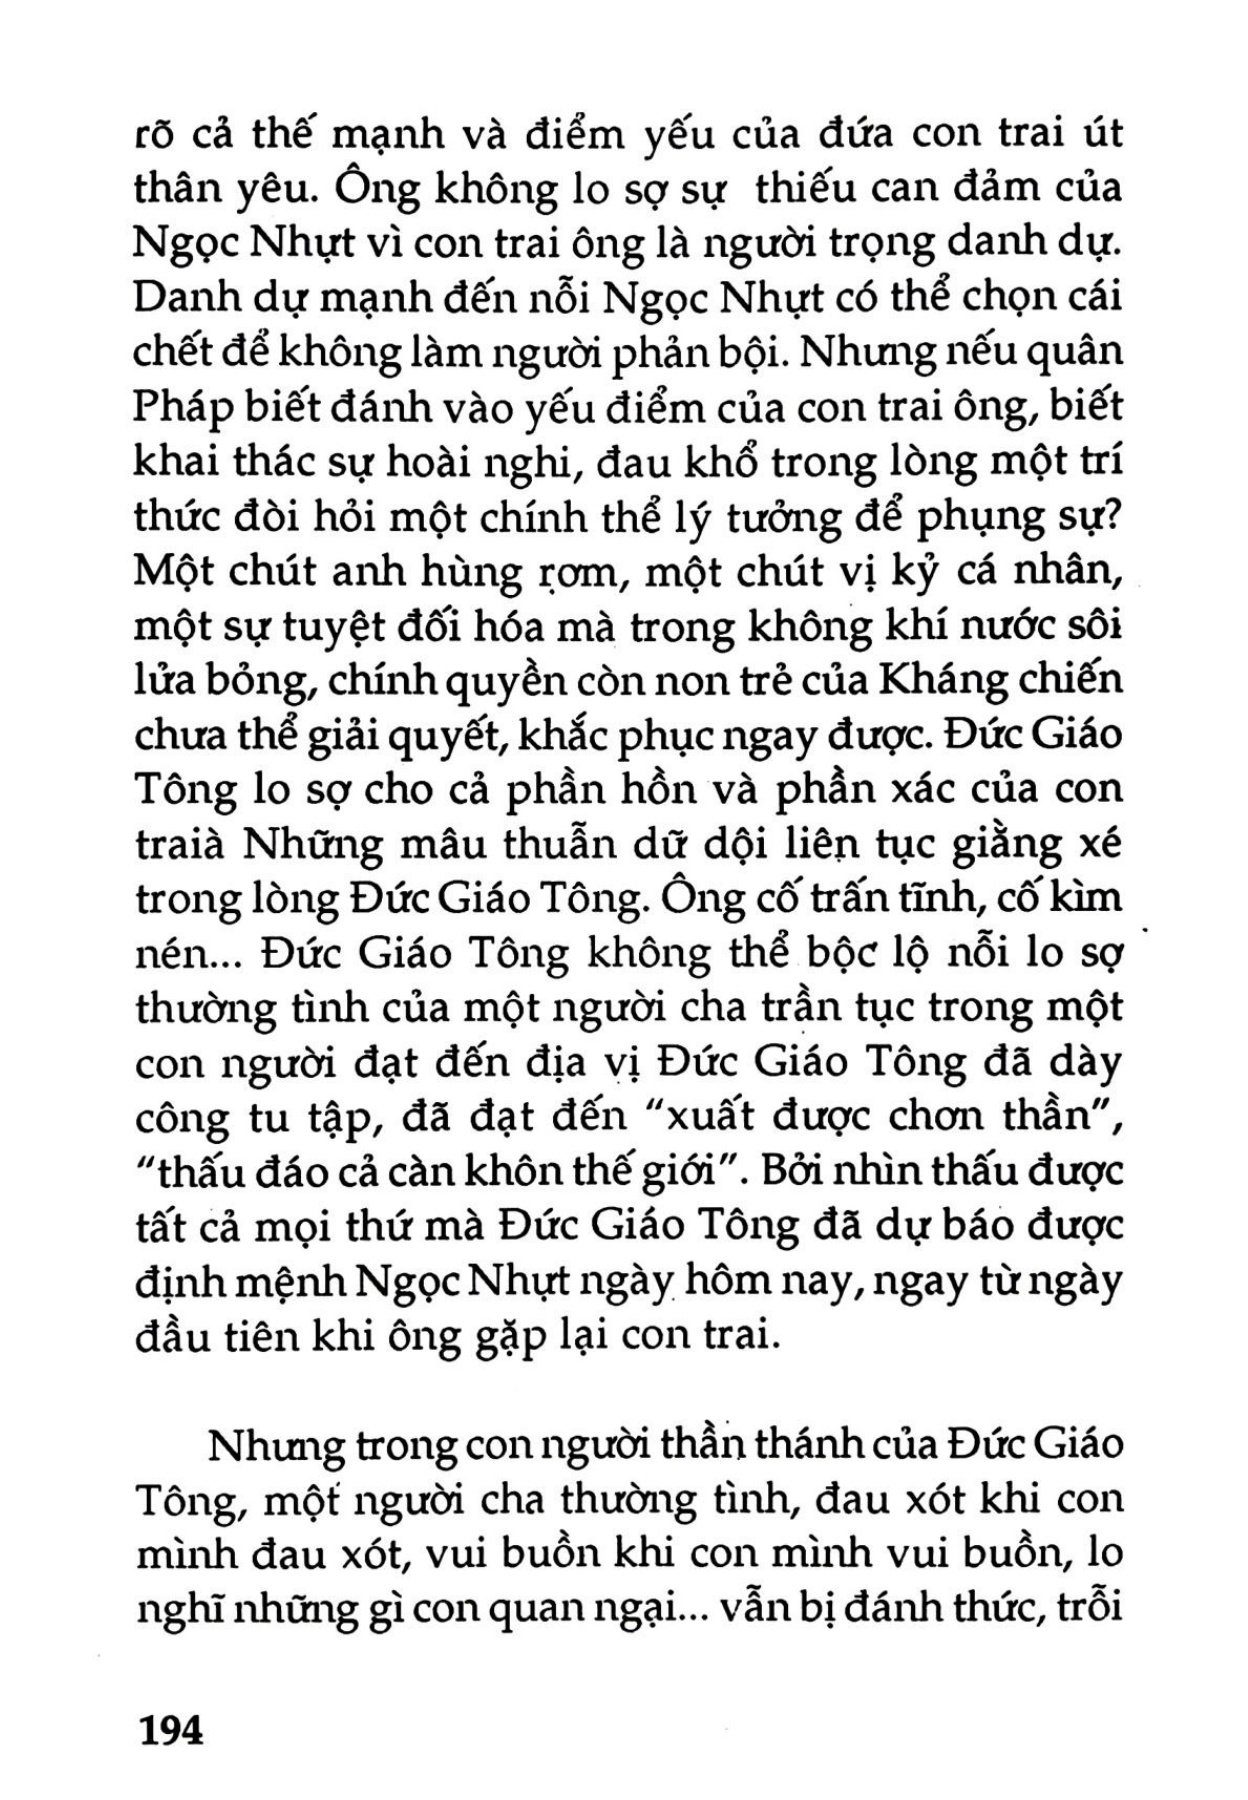 rõ cả thế mạnh và điểm yếu của đứa con trai út
thân yêu. Ông không lo sợ sự thiếu can đảm của
Ngọc Nhựt vì con trai ông là người trọng danh dự.
Danh dự mạnh đến nỗi Ngọc Nhựt có thể chọn cái
chết để không làm người phản bội. Nhưng nếu quân
Pháp biết đánh vào yếu điểm của con trai ông, biết
khai thác sự hoài nghi, đau khổ trong lòng một trí
thức đòi hỏi một chính thể lý tưởng để phụng sự?
Một chút anh hùng rơm, một chút vị kỷ cá nhân,
một sự tuyệt đối hóa mà trong không khí nước sôi
lửa bỏng, chính quyền còn non trẻ của Kháng chiến
chưa thể giải quyết, khắc phục ngay được. Đức Giáo
Tông lo sợ cho cả phần hồn và phần xác của con
traià Những mâu thuẫn dữ dội liên tục giằng xé
trong lòng Đức Giáo Tông. Ông cố trấn tĩnh, cố kìm
nén... Đức Giáo Tông không thể bộc lộ nỗi lo sợ
thường tình của một người cha trần tục trong một
con người đạt đến địa vị Đức Giáo Tông đã dày
công tu tập, đã đạt đến "xuất được chơn thần",
"thấu đáo cả càn khôn thế giới". Bởi nhìn thấu được
tất cả mọi thứ mà Đức Giáo Tông đã dự báo được
định mệnh Ngọc Nhựt ngày hôm nay, ngay từ ngày
đầu tiên khi ông gặp lại con trai.
Nhưng trong con người thần thánh của Đức Giáo
Tông, một người cha thường tình, đau xót khi con
mình đau xót, vui buồn khi con mình vui buồn, lo
nghĩ những gì con quan ngại... vẫn bị đánh thức, trỗi
194